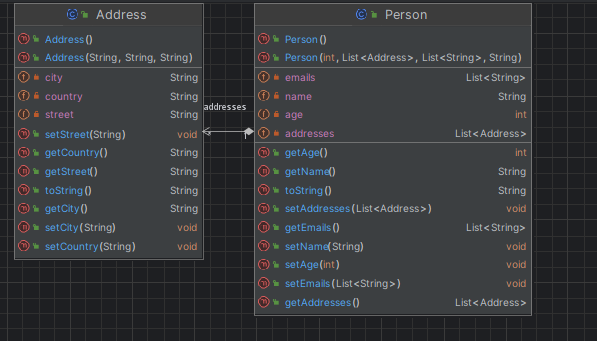 Address
Address()
Address(String, String, String)
city String
country String
street String
setStreet(String) void
getCountry() String
getStreet() String
toString() String
getCity() String
setCity(String) void
setCountry(String) void
addresses
Person
Person()
Person(int, List<Address>, List<String>, String)
emails List<String>
name String
age int
addresses List<Address>
getAge() int
getName() String
toString() String
setAddresses(List<Address>) void
getEmails() List<String>
setName(String) void
setAge(int) void
setEmails(List<String>) void
getAddresses() List<Address>